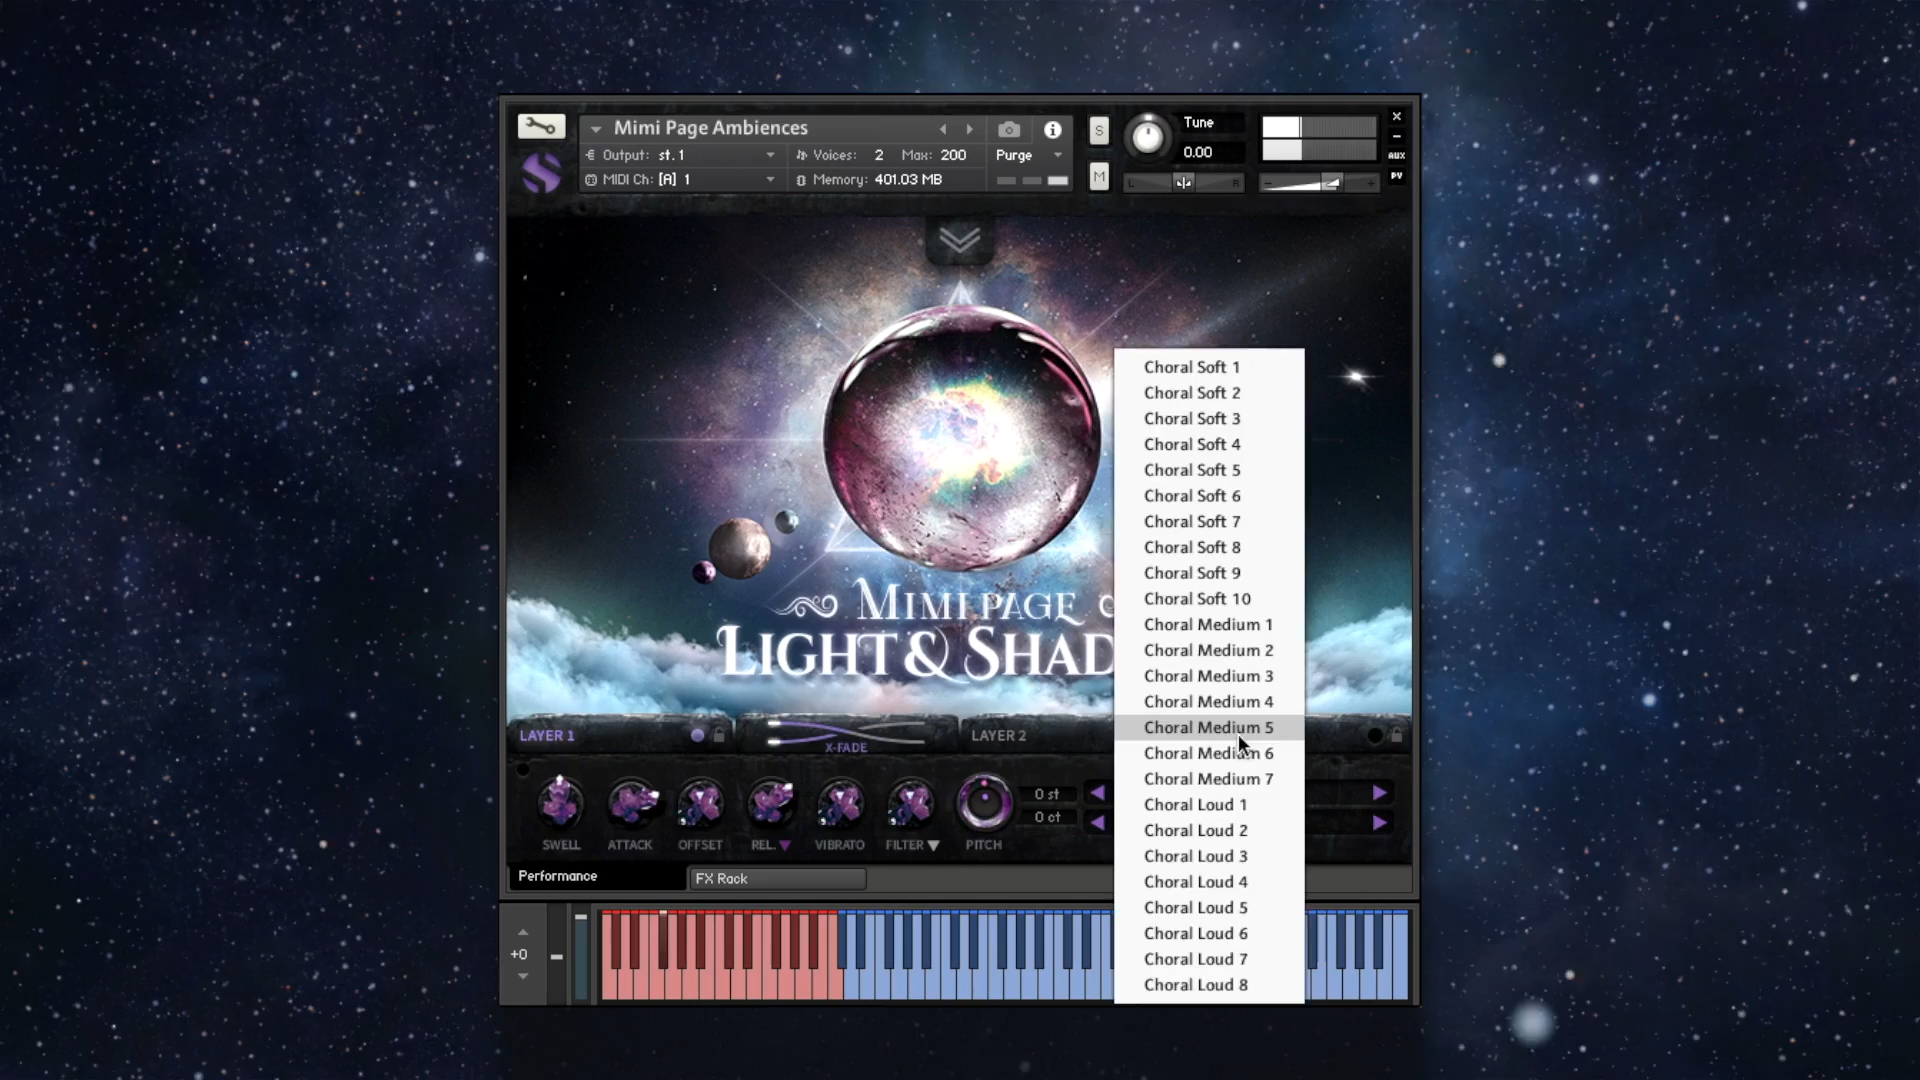 Mimi Page Ambiences
Output: st.1
Voices: 2 Max: 200
Purge
MIDI Ch: [A] 1
Memory: 401.03 MB
S
M
Tune
0.00
L
R
AUX
PV
MIMI PAGE
LIGHT & SHAD
Choral Soft 1
Choral Soft 2
Choral Soft 3
Choral Soft 4
Choral Soft 5
Choral Soft 6
Choral Soft 7
Choral Soft 8
Choral Soft 9
Choral Soft 10
Choral Medium 1
Choral Medium 2
Choral Medium 3
Choral Medium 4
Choral Medium 5
Choral Medium 6
Choral Medium 7
Choral Loud 1
Choral Loud 2
Choral Loud 3
Choral Loud 4
Choral Loud 5
Choral Loud 6
Choral Loud 7
Choral Loud 8
LAYER 1
X-FADE
LAYER 2
0 st
0 ct
SWELL
ATTACK
OFFSET
REL.
VIBRATO
FILTER
PITCH
Performance
FX Rack
+0